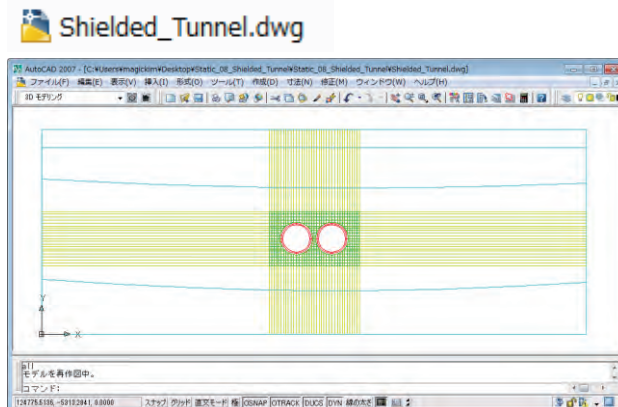 Shielded_Tunnel.dwg
AutoCAD 2007 - [C:¥Users¥magickim¥Desktop¥Static_08_Shielded_Tunnel¥Static_08_Shielded_Tunnel¥Shielded_Tunnel.dwg]
ファイル(F) 編集(E) 表示(V) 挿入(I) 形式(O) ツール(T) 作成(D) 寸法(N) 修正(M) ウィンドウ(W) ヘルプ(H)
3D モデリング
Y
X
all
モデルを再作図中。
コマンド:
スナップ グリッド 直交モード 極 OSNAP OTRACK DUCS DYN 線の太さ